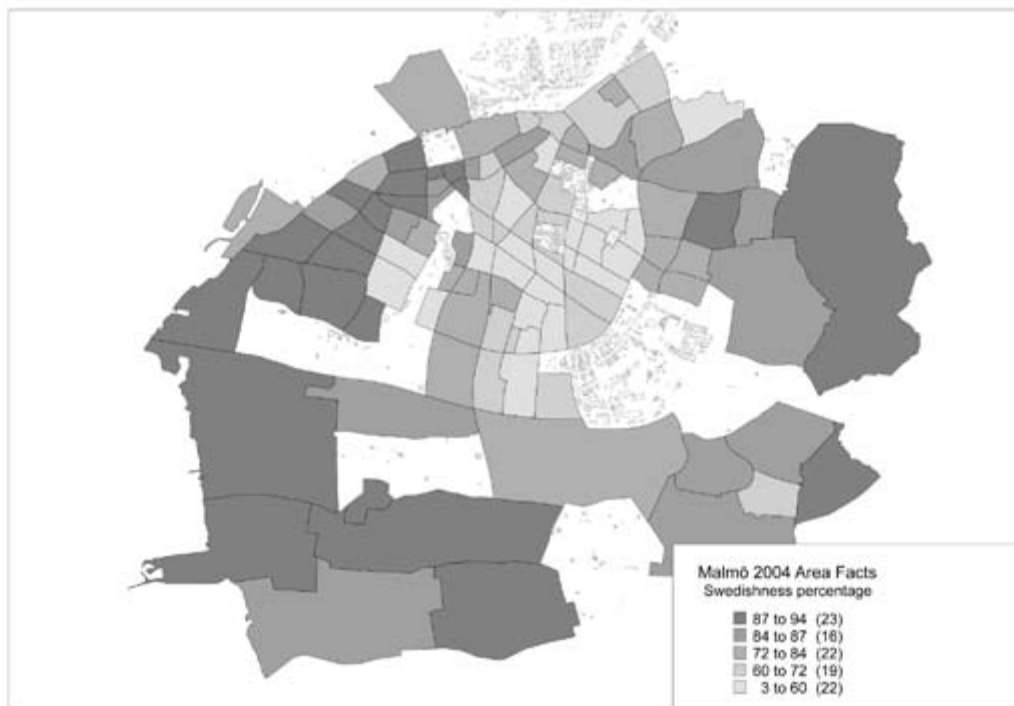 Malmö 2004 Area Facts
Swedishness percentage
87 to 94 (23)
84 to 87 (16)
72 to 84 (22)
60 to 72 (19)
3 to 60 (22)